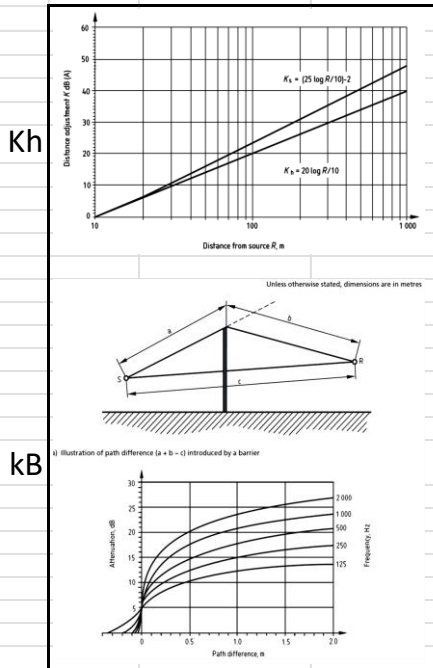 Kh
Distance adjustment K dB (A)
60
50
40
30
20
10
0
Ks = (25 log R/10)-2
Kh = 20 log R/10
10
100
1 000
Distance from source R, m
Unless otherwise stated, dimensions are in metres
a
b
S
R
c
kB
a) Illustration of path difference (a + b – c) introduced by a barrier
Attenuation, dB
30
25
20
15
10
5
2 000
1 000
500
250
125
Frequency, Hz
0
0.5
1.0
1.5
2.0
Path difference, m